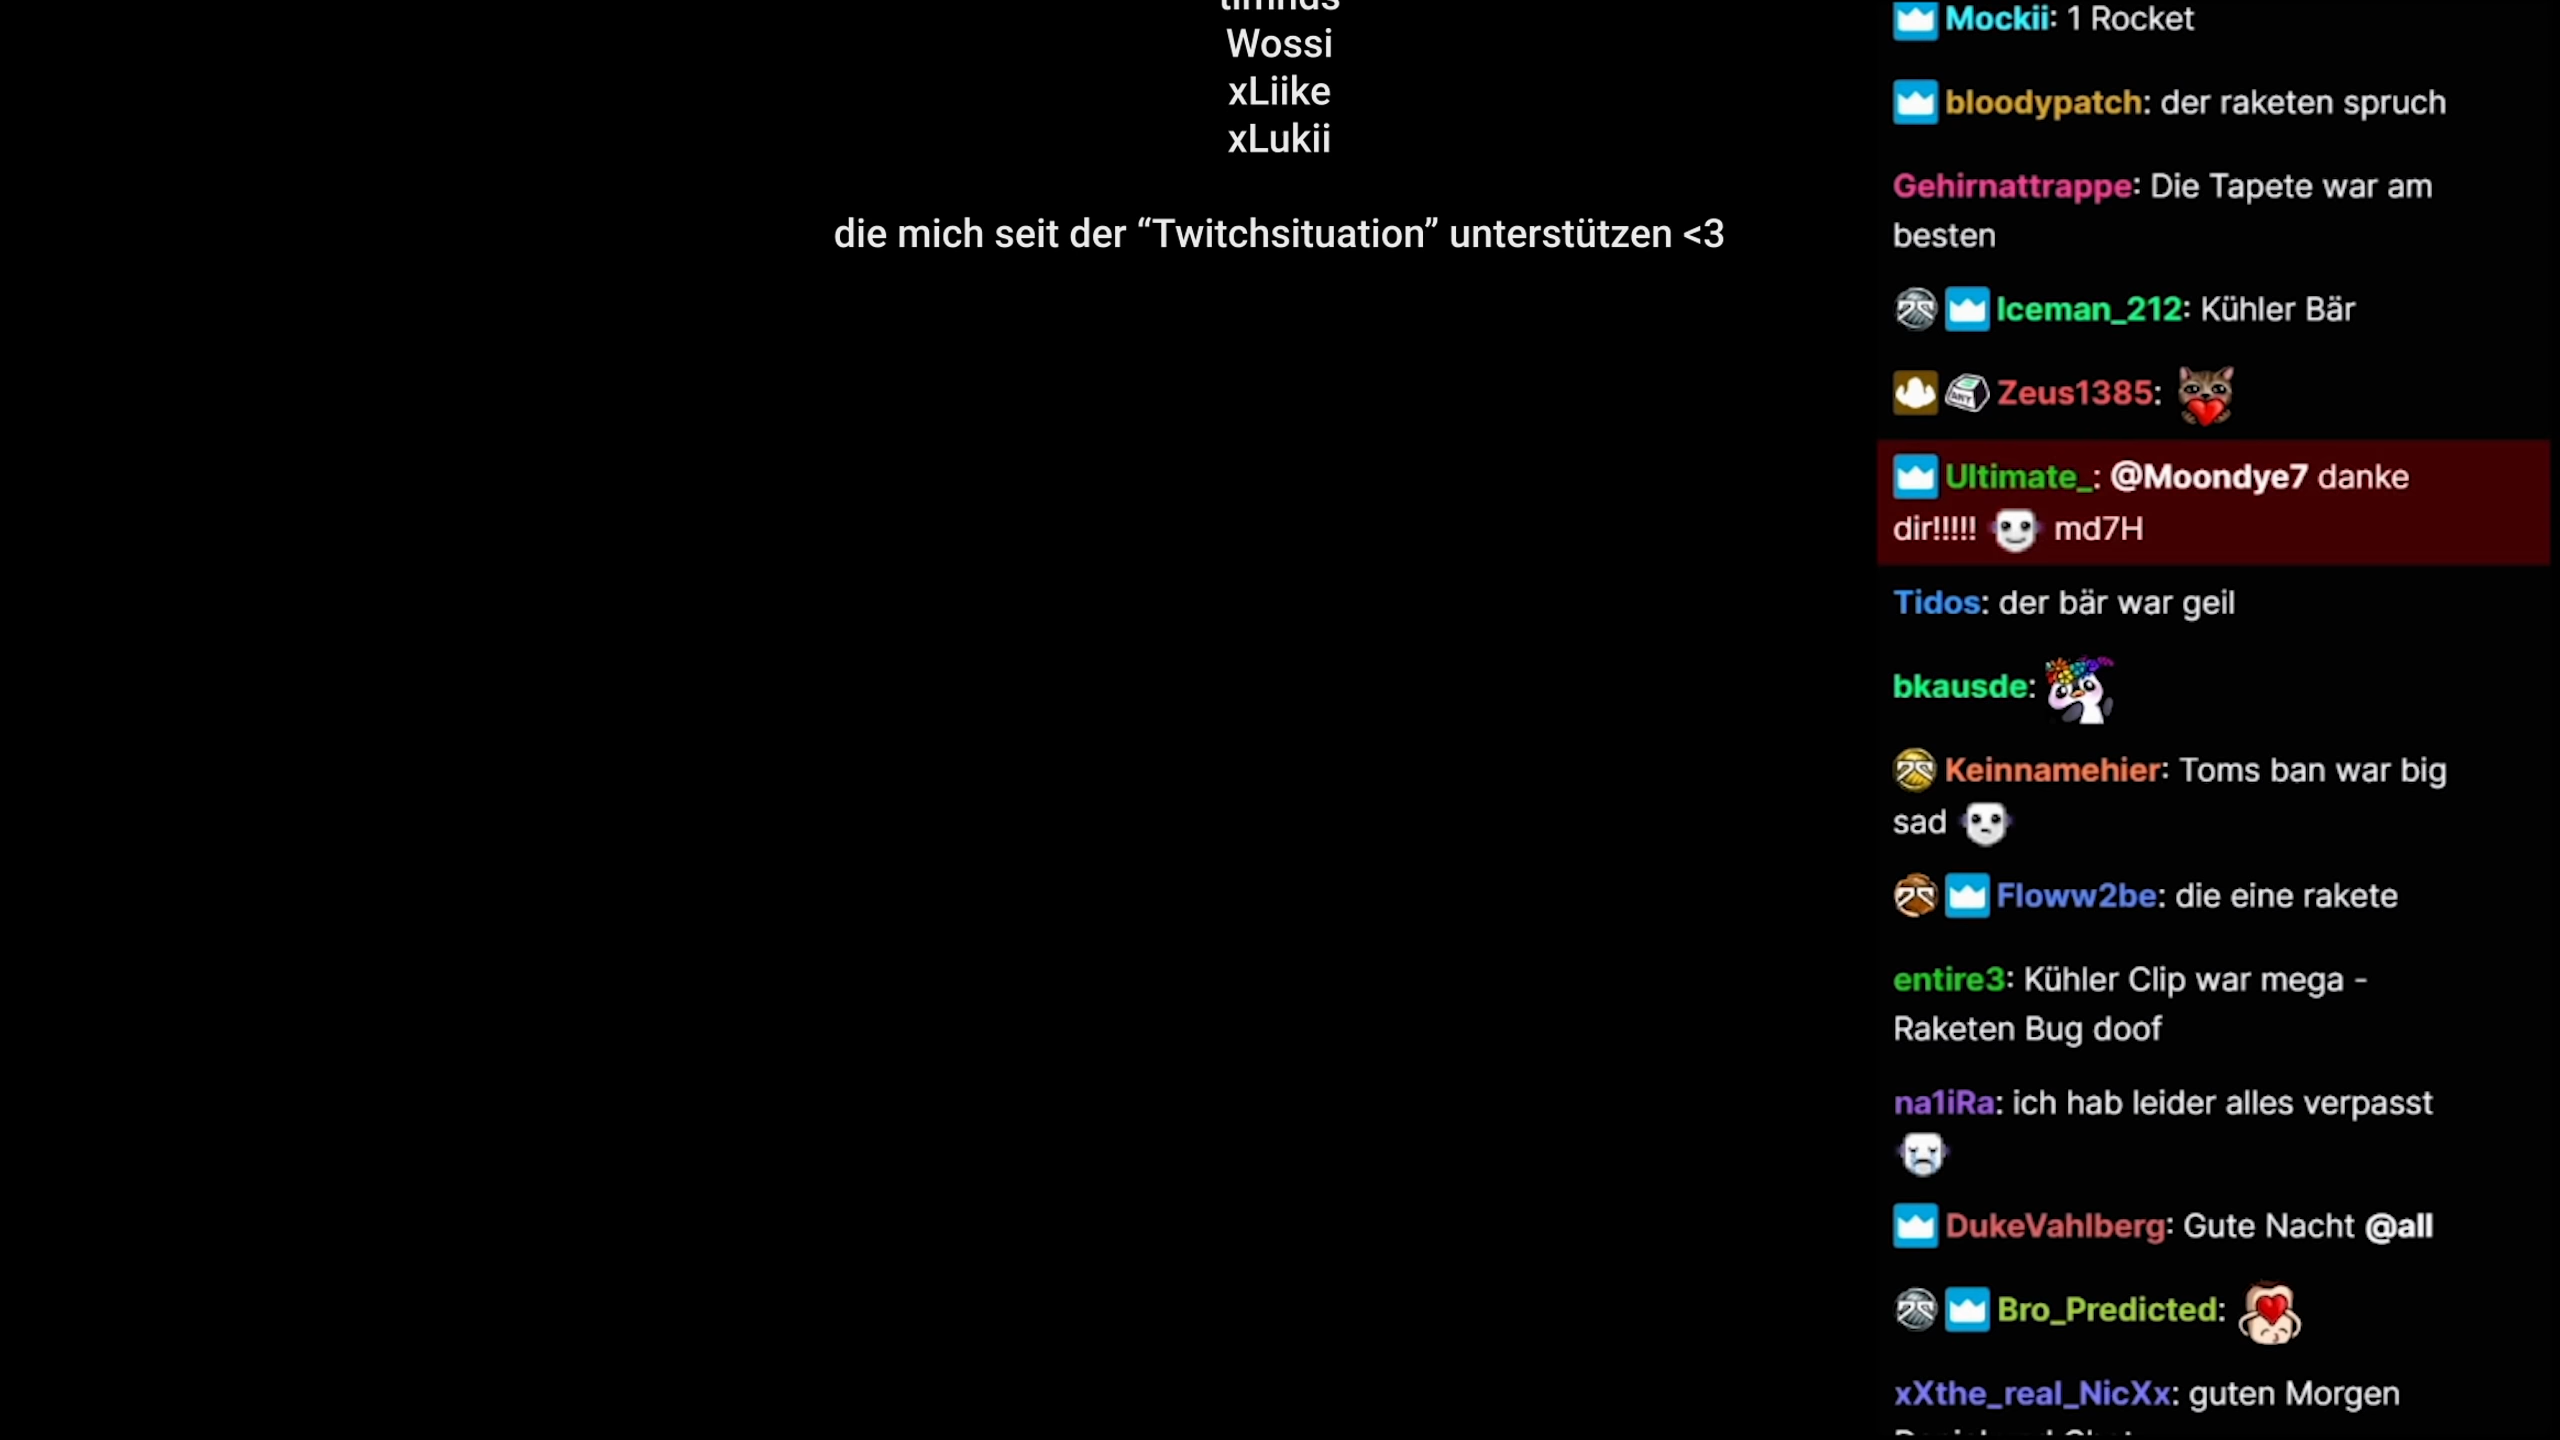 Wossi
xLiike
xLukii
die mich seit der “Twitchsituation” unterstützen <3
Mockii: 1 Rocket
bloodypatch: der raketen spruch
Gehirnattrappe: Die Tapete war am
besten
Iceman_212: Kühler Bär
ANY Zeus1385:
Ultimate_: @Moondye7 danke
dir!!!!! md7H
Tidos: der bär war geil
bkausde:
Keinnamehier: Toms ban war big
sad
Floww2be: die eine rakete
entire3: Kühler Clip war mega -
Raketen Bug doof
na1iRa: ich hab leider alles verpasst
DukeVahlberg: Gute Nacht @all
Bro_Predicted:
xXthe_real_NicXx: guten Morgen